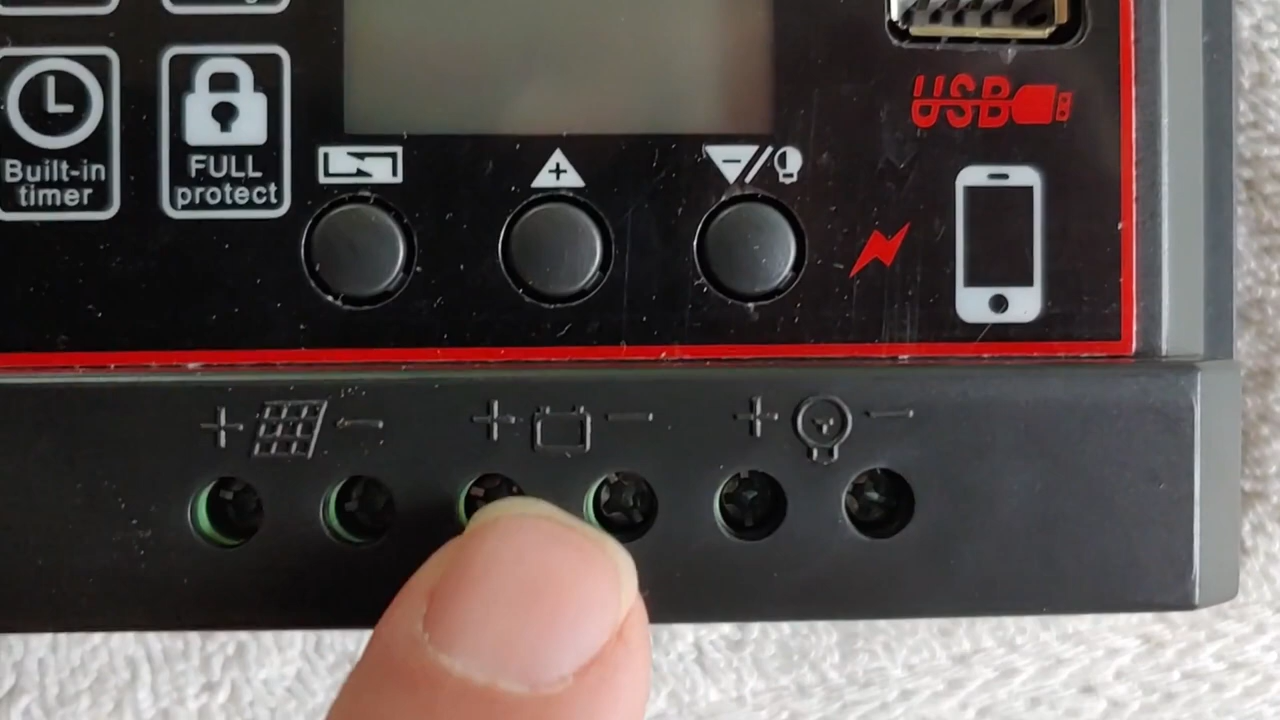 Built-in
timer
FULL
protect
USB
+ -
+ -
+ -